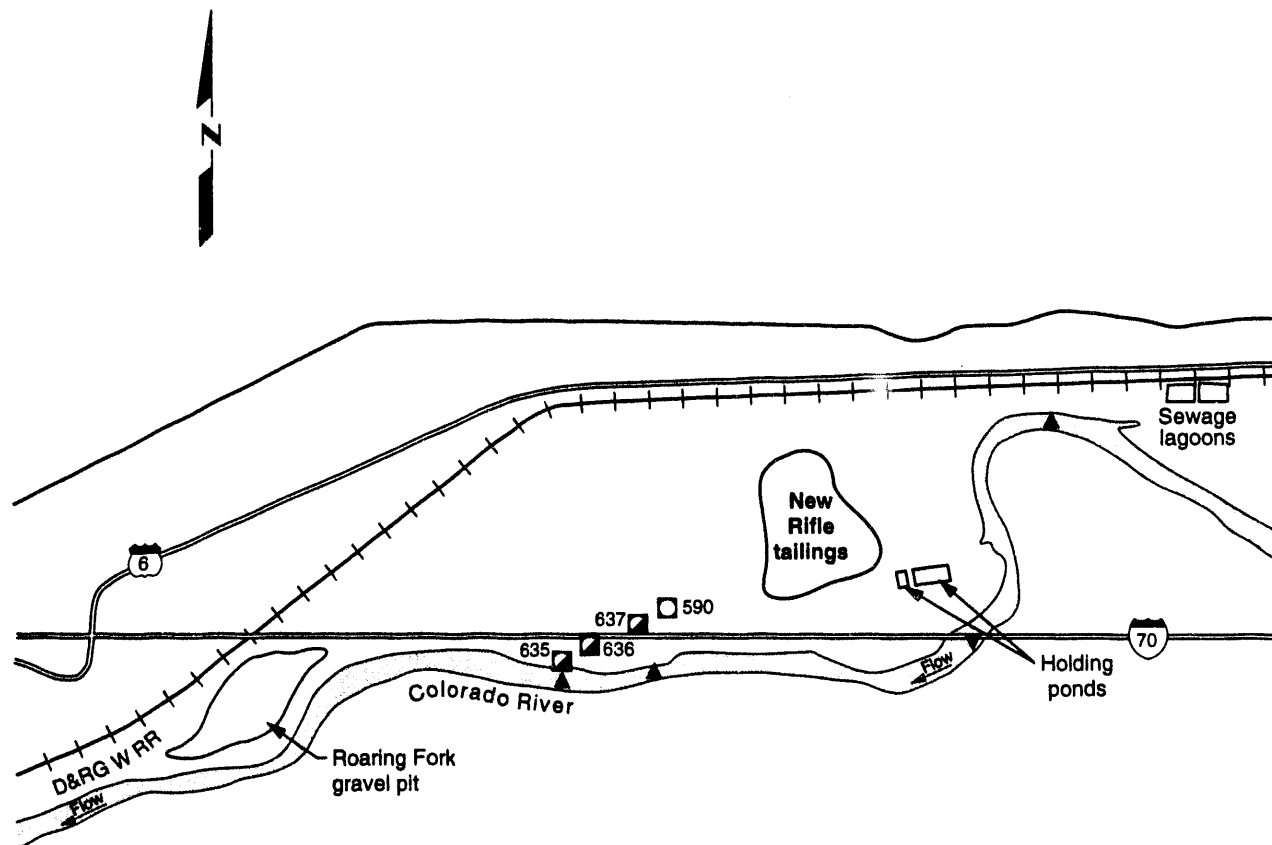 N
Sewage
lagoons
New
Rifle
tailings
6
590
637
636
635
70
Flow
Holding
ponds
Colorado River
Roaring Fork
gravel pit
D&RG W RR
Flow